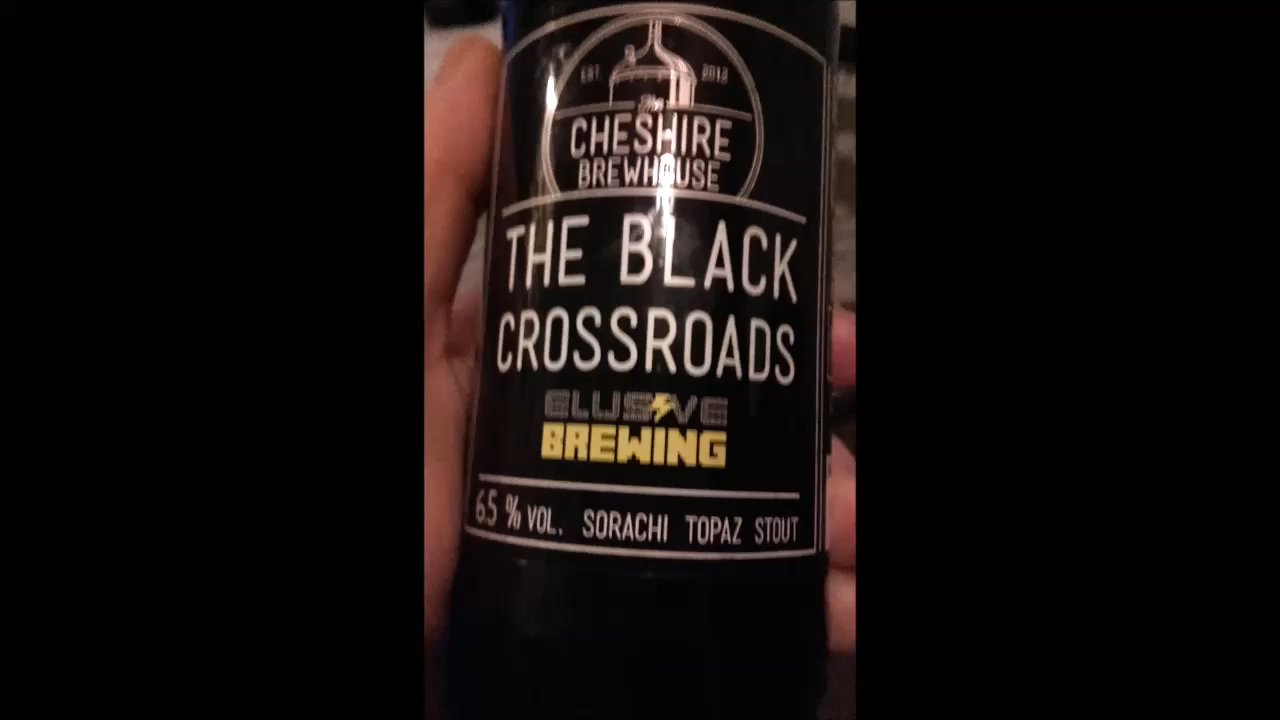 EST. 2012
The
CHESHIRE
BREWHOUSE
THE BLACK
CROSSROADS
ELUSIVE
BREWING
6.5 % VOL. SORACHI TOPAZ STOUT